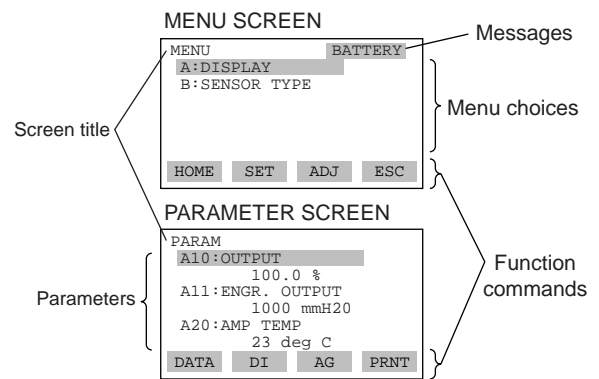 MENU SCREEN
Messages
MENU BATTERY
A:DISPLAY
B:SENSOR TYPE
Menu choices
Screen title
HOME SET ADJ ESC
PARAMETER SCREEN
PARAM
A10:OUTPUT
100.0 %
A11:ENGR. OUTPUT
1000 mmH20
A20:AMP TEMP
23 deg C
Parameters
Function
commands
DATA DI AG PRNT